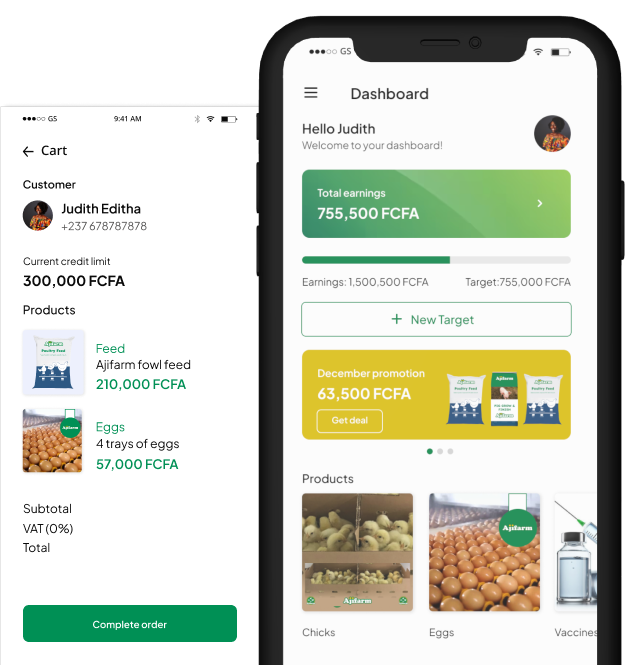 GS
9:41 AM
Cart
Customer
Judith Editha
+237 678787878
Current credit limit
300,000 FCFA
Products
Ajifarm
Poultry Feed
Feed
Ajifarm fowl feed
210,000 FCFA
Ajifarm
Eggs
4 trays of eggs
57,000 FCFA
Subtotal
VAT (0%)
Total
Complete order
GS
Dashboard
Hello Judith
Welcome to your dashboard!
Total earnings
755,500 FCFA
Earnings: 1,500,500 FCFA
Target:755,000 FCFA
+ New Target
December promotion
63,500 FCFA
Get deal
Ajifarm
Poultry Feed
Ajifarm
Ajifarm
Poultry Feed
Products
Ajifarm
Ajifarm
Chicks
Eggs
Vaccines